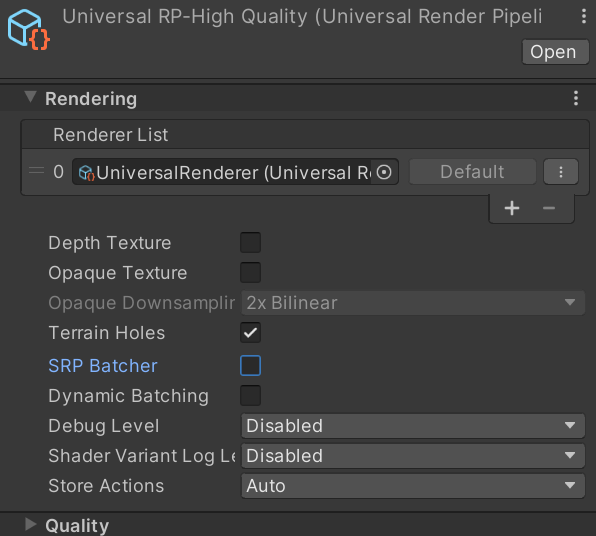 Universal RP-High Quality (Universal Render Pipeli
Open
Rendering
Renderer List
0 UniversalRenderer (Universal Re Default
Depth Texture
Opaque Texture
Opaque Downsamplir 2x Bilinear
Terrain Holes
SRP Batcher
Dynamic Batching
Debug Level Disabled
Shader Variant Log Le Disabled
Store Actions Auto
Quality